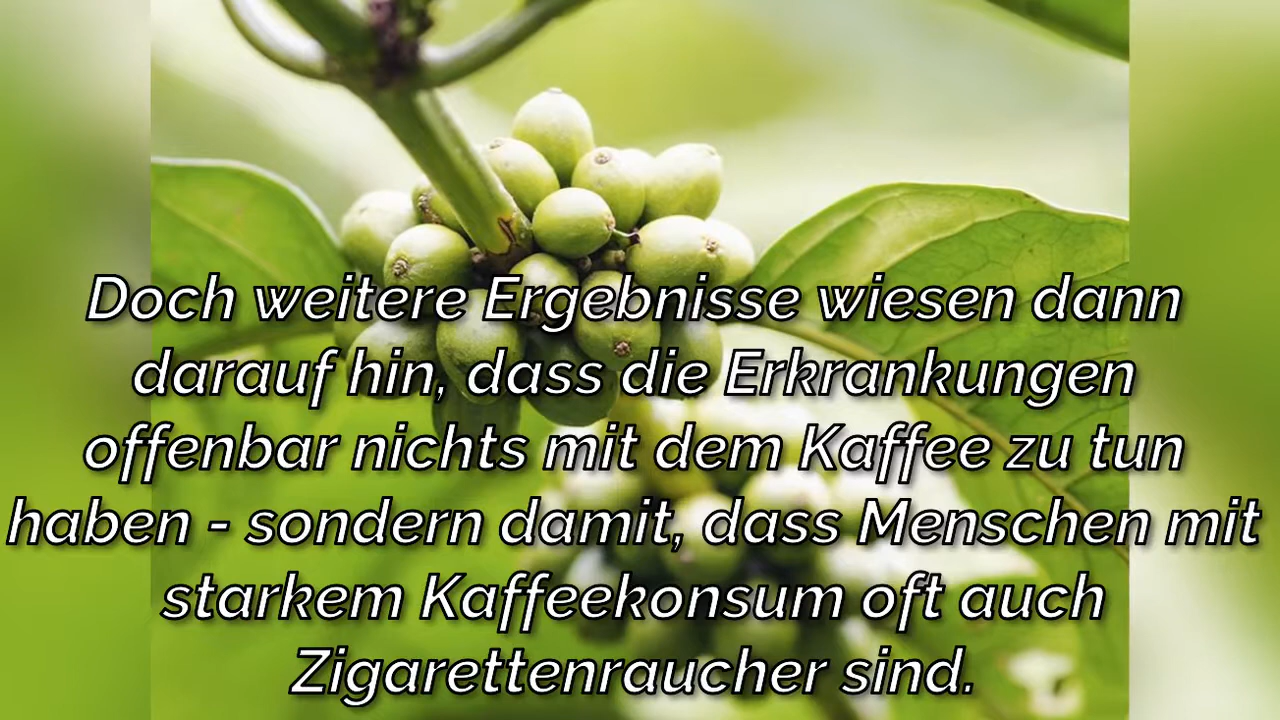 Doch weitere Ergebnisse wiesen dann
darauf hin, dass die Erkrankungen
offenbar nichts mit dem Kaffee zu tun
haben - sondern damit, dass Menschen mit
starkem Kaffeekonsum oft auch
Zigarettenraucher sind.